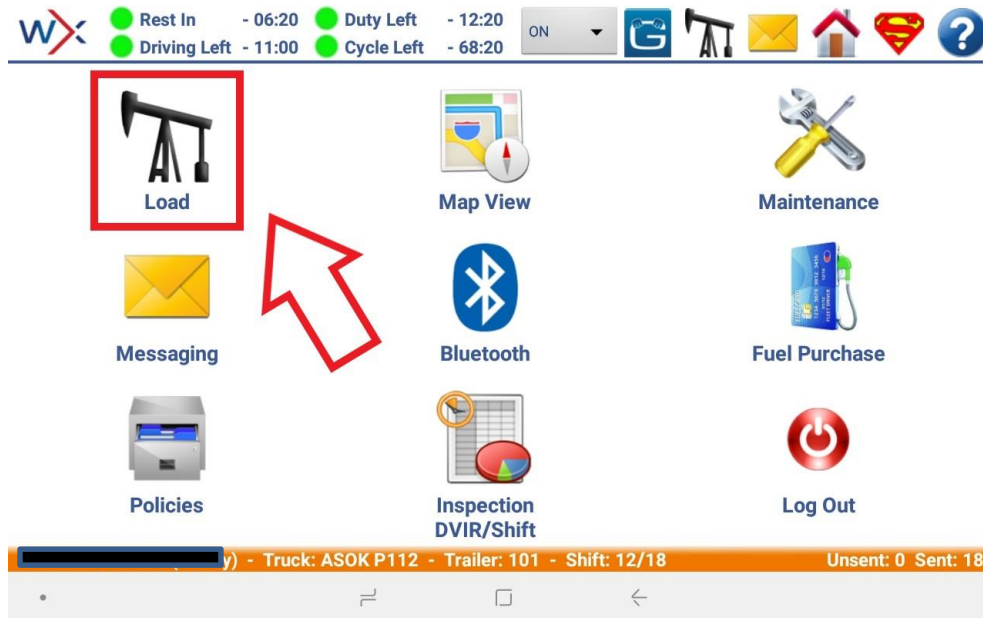 WX
Rest In - 06:20 Duty Left - 12:20 ON
Driving Left - 11:00 Cycle Left - 68:20
Load Map View Maintenance
Messaging Bluetooth Fuel Purchase
Policies Inspection DVIR/Shift Log Out
y) - Truck: ASOK P112 - Trailer: 101 - Shift: 12/18 Unsent: 0 Sent: 18